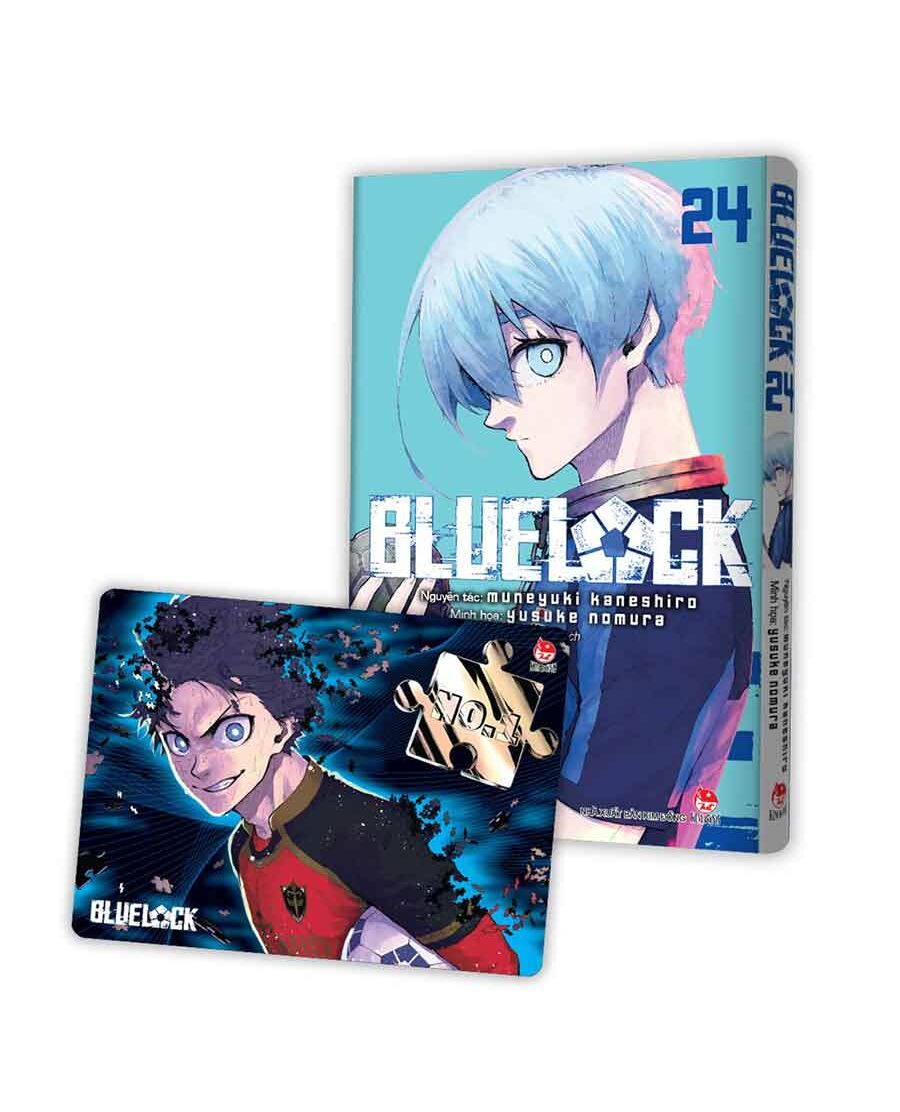 24
BLUELOCK
Nguyên tác: muneyuki kaneshiro
Minh họa: yusuke nomura
ch
NHÀ XUẤT BẢN KIM ĐỒNG
BLUELOCK 24
Nguyên tác: muneyuki kaneshiro
Minh họa: yusuke nomura
NO.1
BLUELOCK